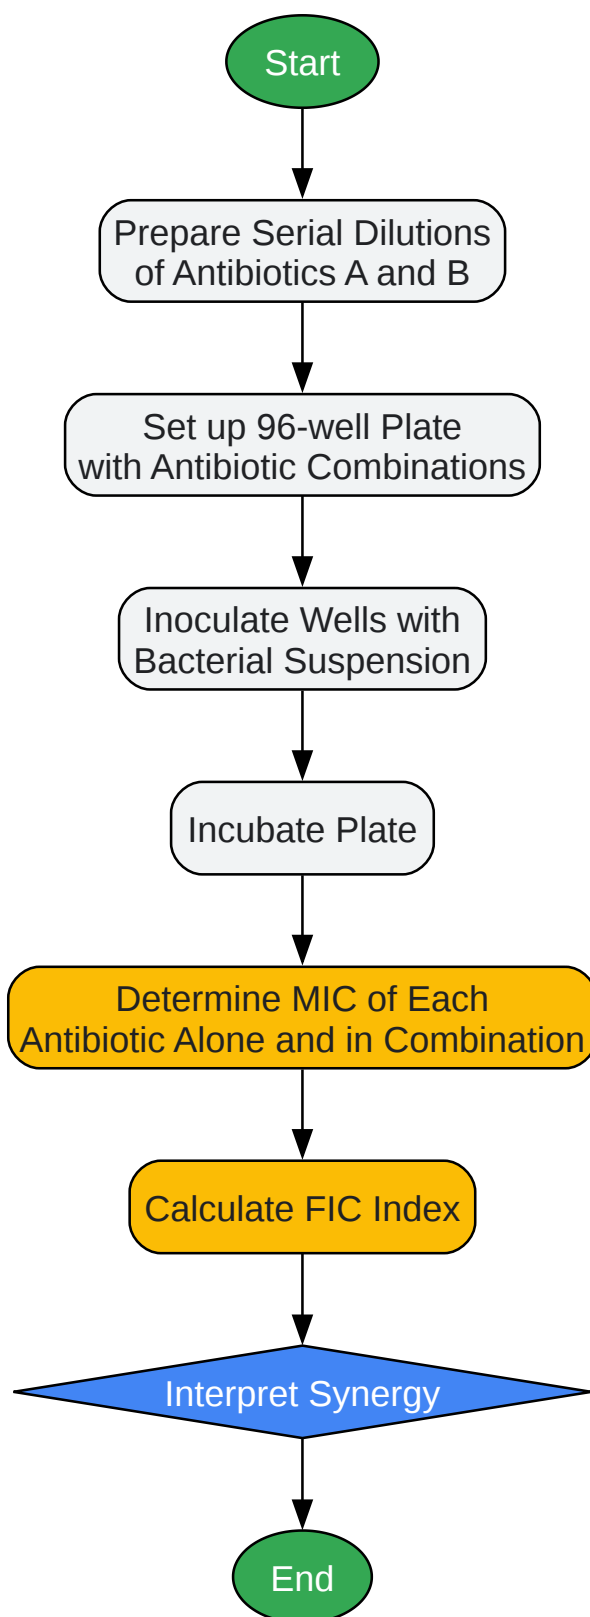 Start
Prepare Serial Dilutions
of Antibiotics A and B
Set up 96-well Plate
with Antibiotic Combinations
Inoculate Wells with
Bacterial Suspension
Incubate Plate
Determine MIC of Each
Antibiotic Alone and in Combination
Calculate FIC Index
Interpret Synergy
End